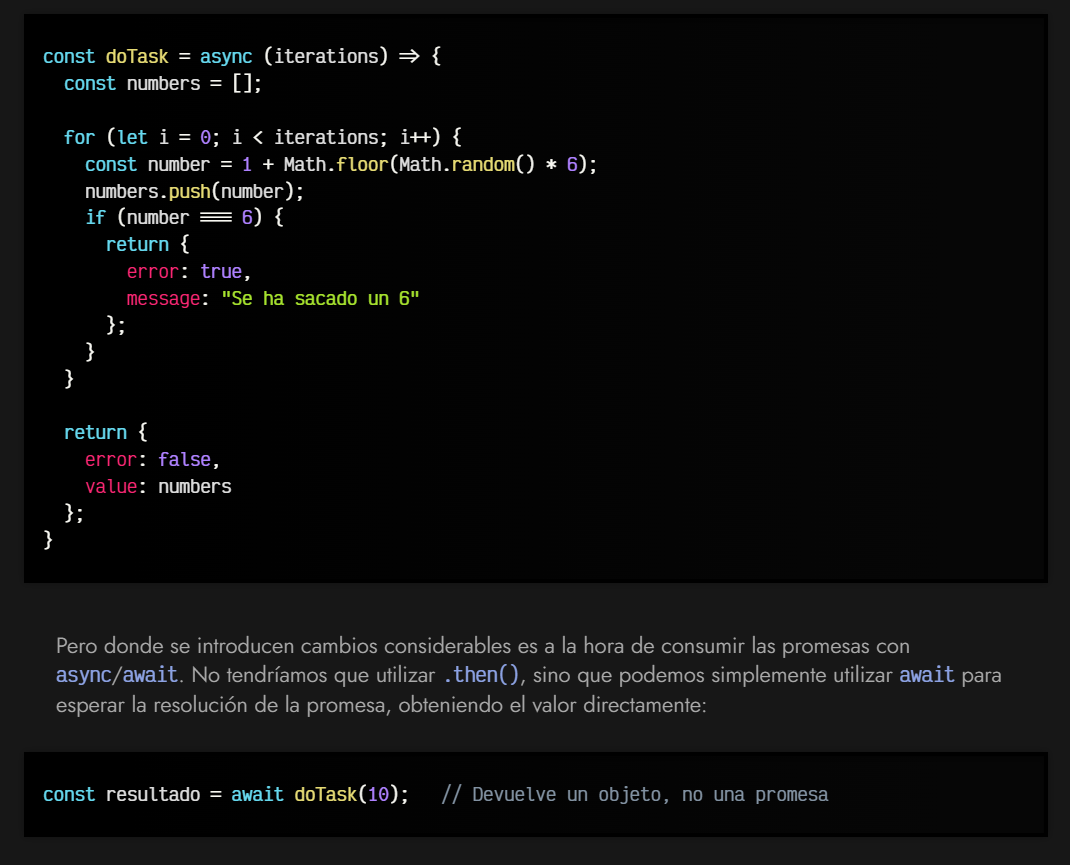 const doTask = async (iterations) => {
  const numbers = [];

  for (let i = 0; i < iterations; i++) {
    const number = 1 + Math.floor(Math.random() * 6);
    numbers.push(number);
    if (number === 6) {
      return {
        error: true,
        message: "Se ha sacado un 6"
      };
    }
  }

  return {
    error: false,
    value: numbers
  };
}
Pero donde se introducen cambios considerables es a la hora de consumir las promesas con
async/await. No tendríamos que utilizar .then(), sino que podemos simplemente utilizar await para
esperar la resolución de la promesa, obteniendo el valor directamente:
const resultado = await doTask(10);   // Devuelve un objeto, no una promesa